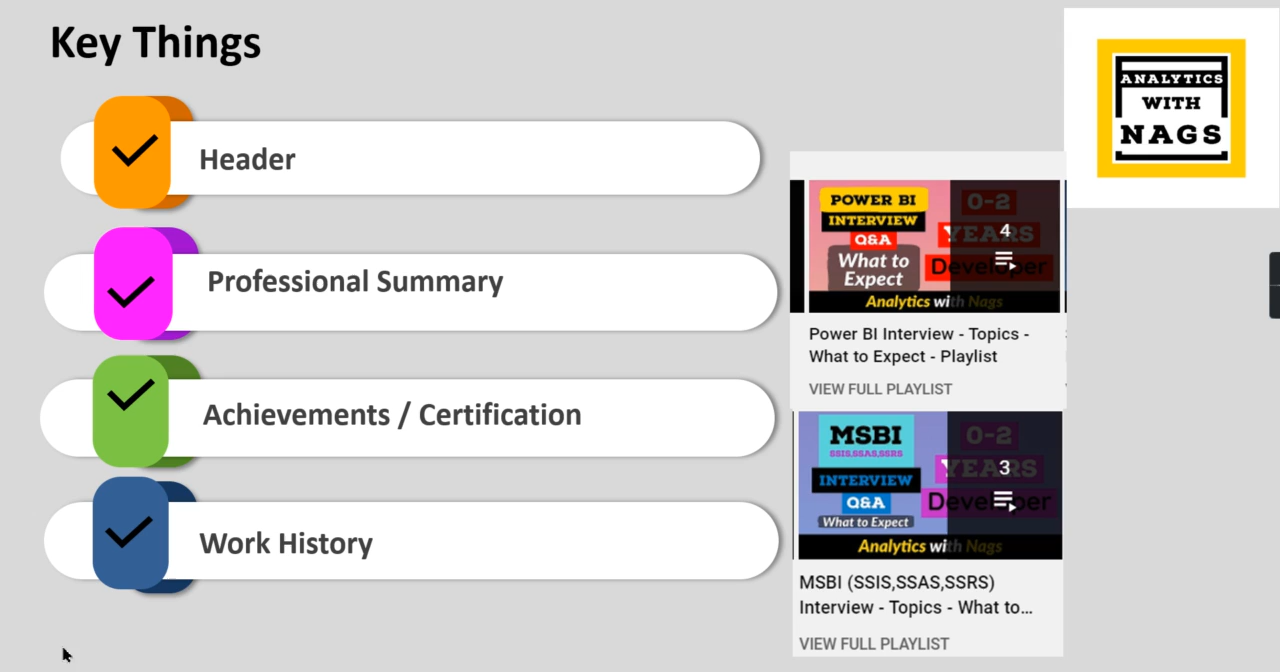 Key Things
Header
Professional Summary
Achievements / Certification
Work History
ANALYTICS
WITH
NAGS
POWER BI
INTERVIEW
Q&A
What to
Expect
0-2
YEARS
Developer
4
Analytics with Nags
Power BI Interview - Topics -
What to Expect - Playlist
VIEW FULL PLAYLIST
MSBI
SSIS,SSAS,SSRS
INTERVIEW
Q&A
What to Expect
0-2
YEARS
Developer
3
Analytics with Nags
MSBI (SSIS,SSAS,SSRS)
Interview - Topics - What to...
VIEW FULL PLAYLIST